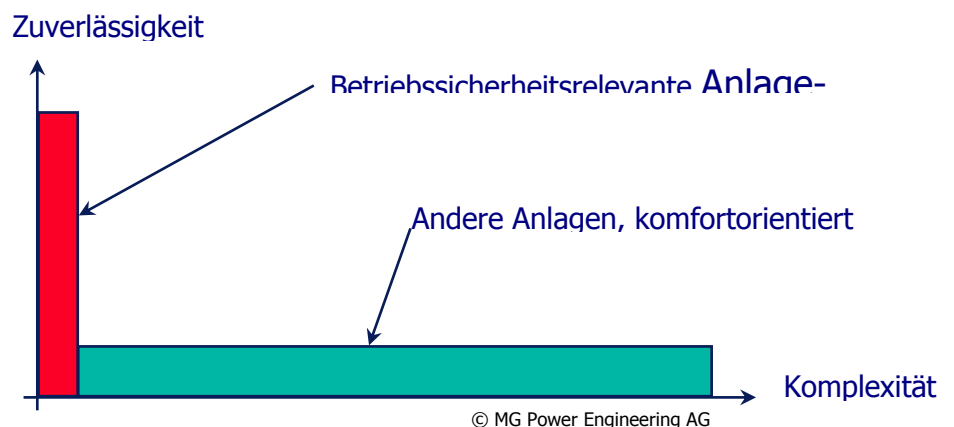 Zuverlässigkeit
Betriebssicherheitsrelevante Anlage-
Andere Anlagen, komfortorientiert
Komplexität
© MG Power Engineering AG